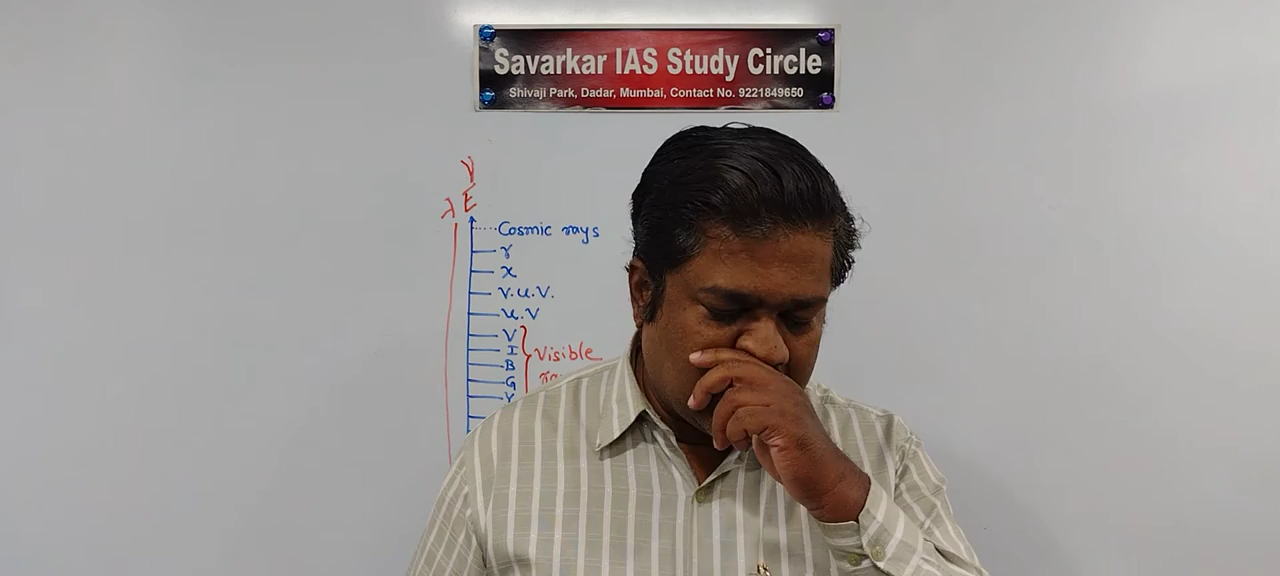 Savarkar IAS Study Circle
Shivaji Park, Dadar, Mumbai, Contact No. 9221849650
ν
λ E
Cosmic rays
γ
x
V.U.V.
U.V
V
I
Visible
B
G
Y